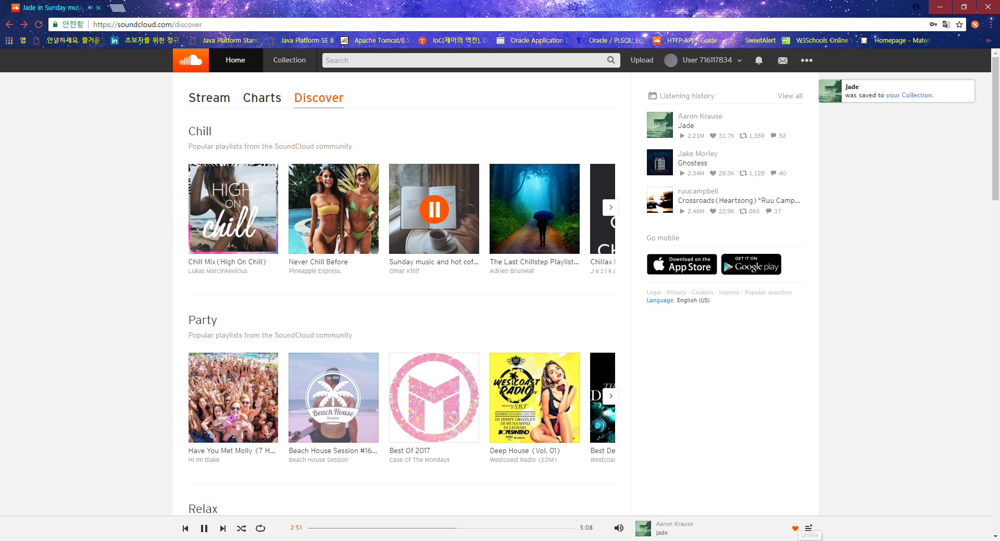 Jade in Sunday musi
안전함
https://soundcloud.com/discover
앱
안녕하세요. 즐거운
초보자를 위한 정규
Java Platform Stand
Java Platform SE 8
Apache Tomcat/8.5
IoC(제어의 역전), D
Oracle Application
Oracle / PLSQL: Fo
HTTP API - Guide
SweetAlert
W3Schools Online
Homepage - Materi
Home
Collection
Search
Upload
User 716117834
Stream
Charts
Discover
Chill
Popular playlists from the SoundCloud community
HIGH
ON
chill
Chill Mix (High On Chill)
Lukas Marcinkevicius
Never Chill Before
Pineapple Express.
Sunday music and hot cof...
Omar Khlif
The Last Chillstep Playlist...
Adrien Brunelat
Chillax
J e z i k a
Party
Popular playlists from the SoundCloud community
Est. 2013
Beach House
Session
207
WESTCOAST
RADIO
PRESENTED
SRT
DJ JIMMY GRIZZLEY
DJ MUSA MIND
DJ LEGEND
DON SANTINO
Have You Met Molly (7 H...
Hi Im Blake
Beach House Session #16...
Beach House Session
Best Of 2017
Case Of The Mondays
Deep House (Vol. 01)
Westcoast Radio (EDM)
Best De
Westcoas
Relax
Listening history
View all
Aaron Krause
Jade
2.21M 31.7K 1,359 52
Jake Morley
Ghostess
2.34M 28.3K 1,128 40
ruucampbell
Crossroads (Heartsong) *Ruu Camp...
2.46M 22.9K 865 37
Go mobile
Download on the
App Store
GET IT ON
Google play
Legal - Privacy - Cookies - Imprint - Popular searches
Language: English (US)
Jade
was saved to your Collection.
2:51
5:08
Aaron Krause
Jade
Unlike